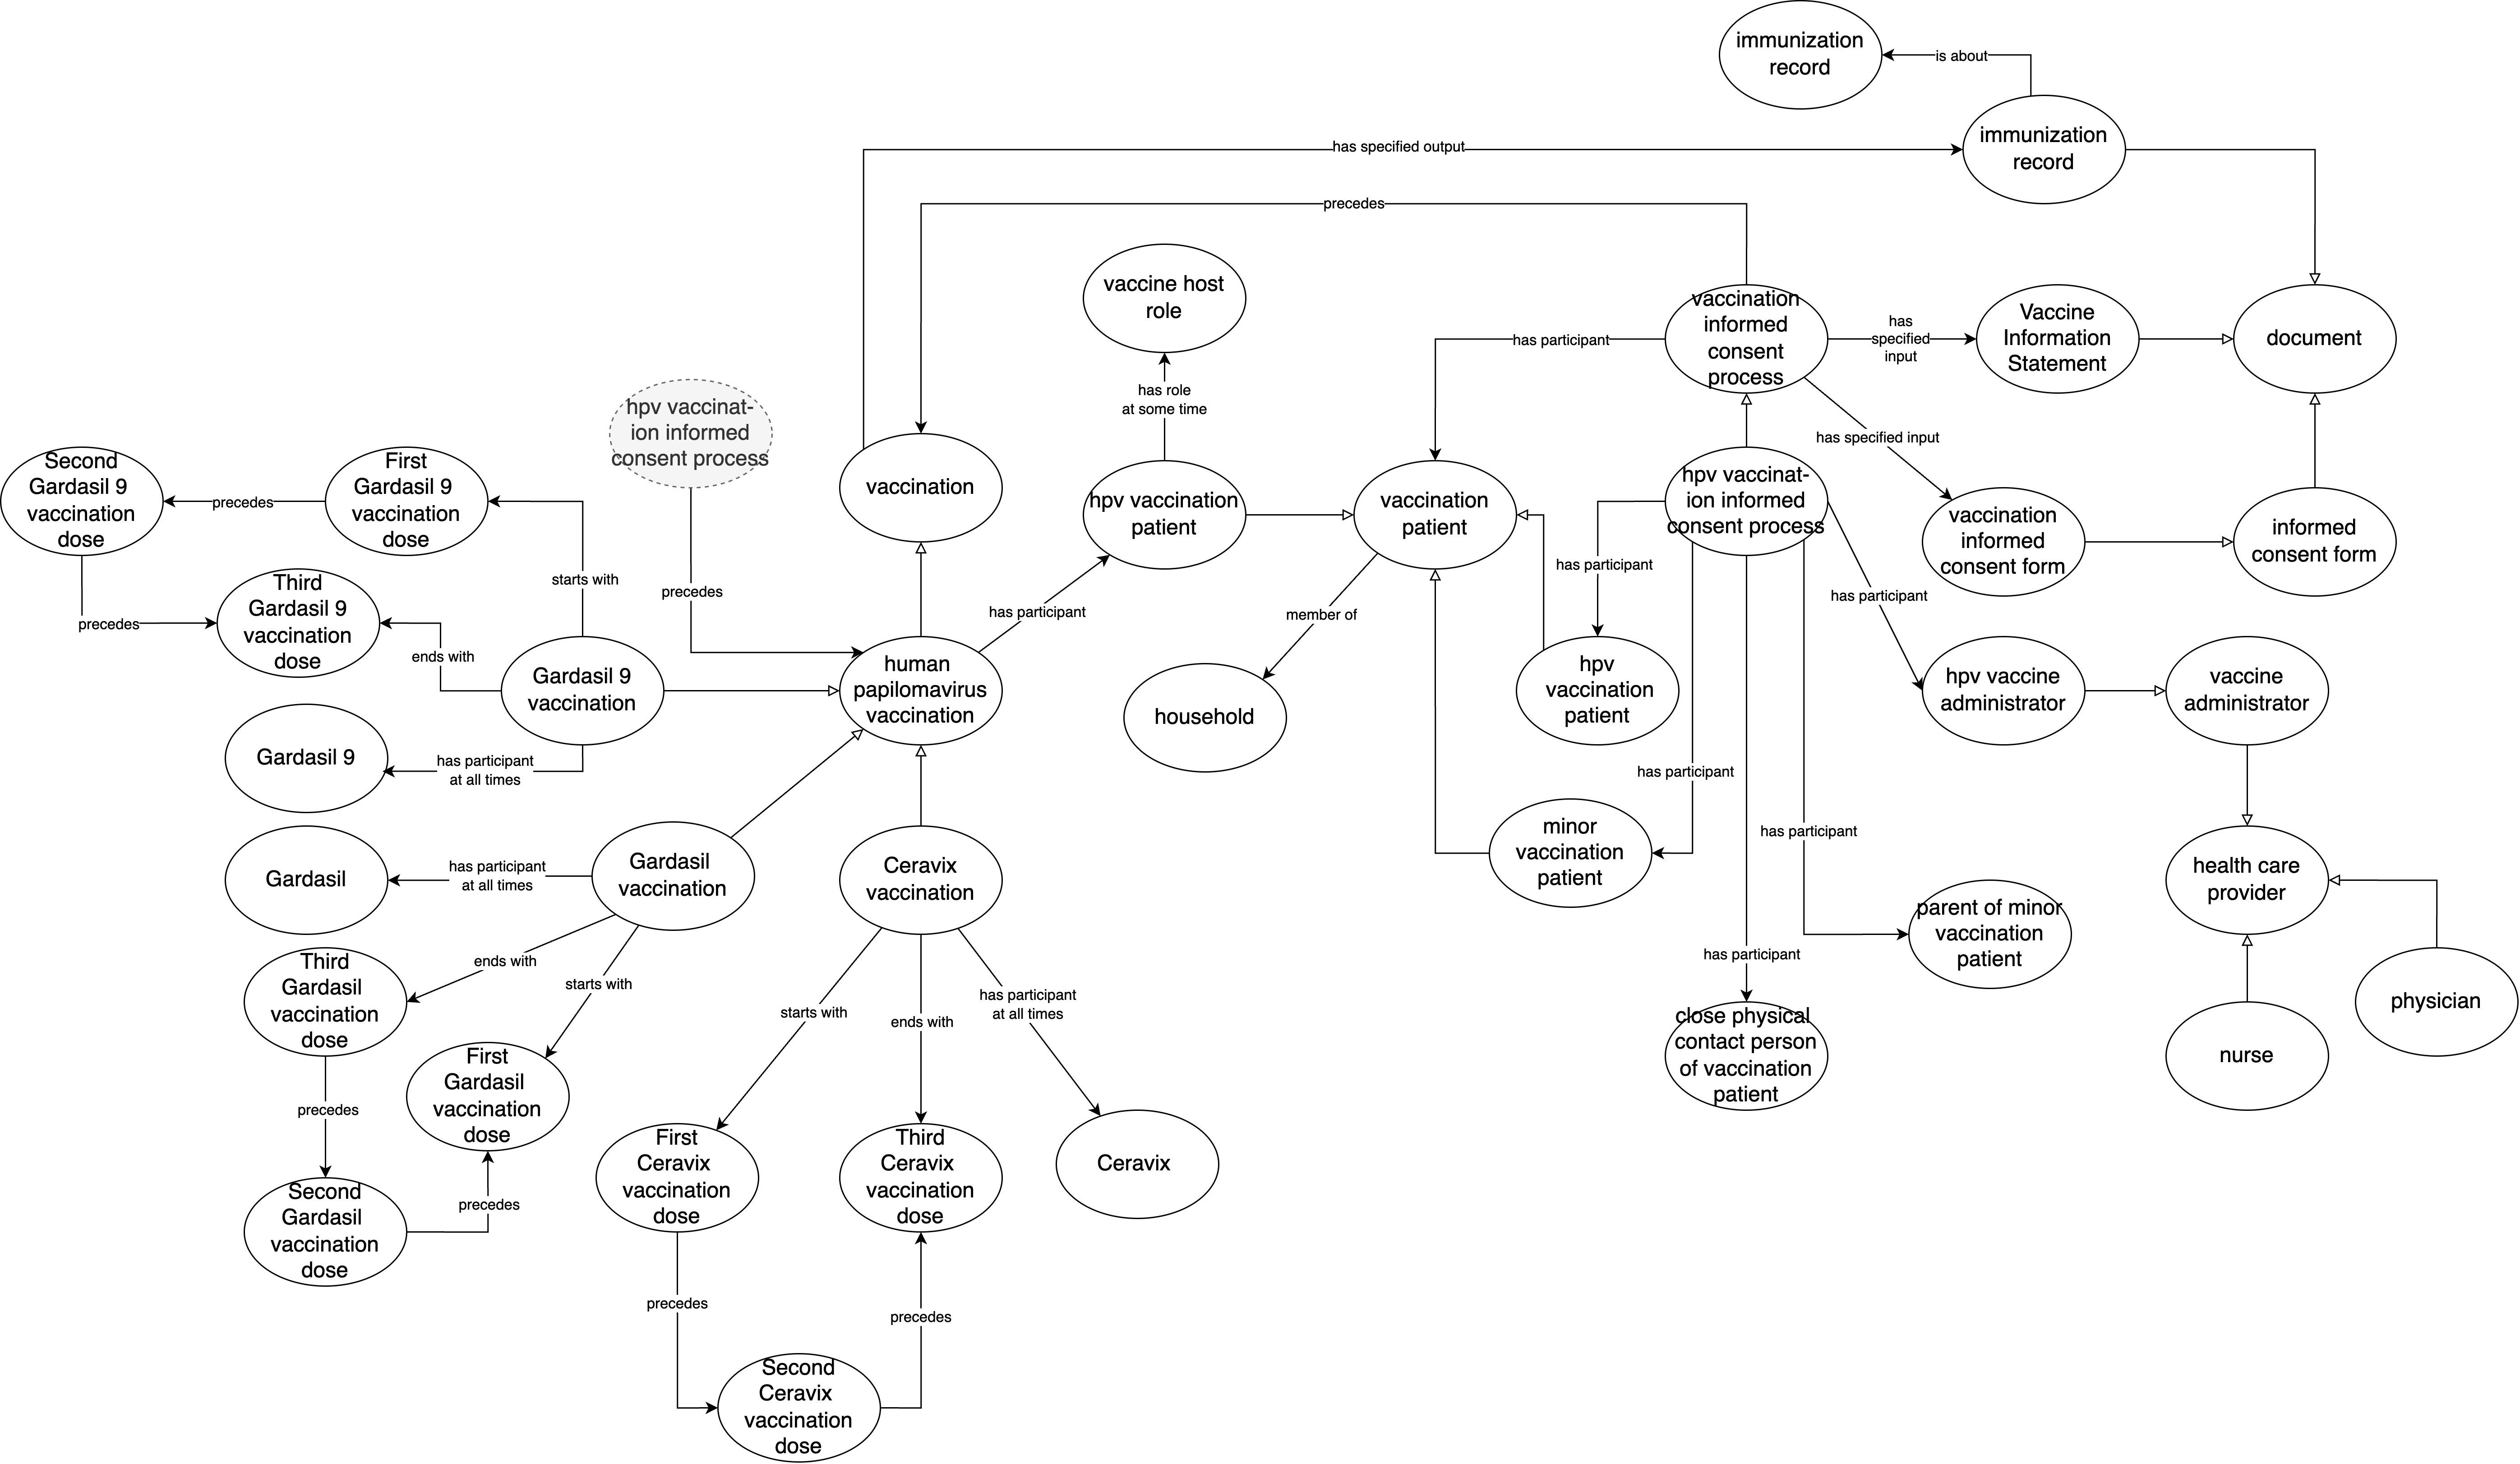 immunization
record
is about
immunization
record
has specified output
precedes
vaccine host
role
vaccination
informed
consent
process
has
specified
input
Vaccine
Information
Statement
document
has participant
has role
at some time
hpv vaccinat-
ion informed
consent process
has specified input
Second
Gardasil 9
vaccination
dose
precedes
First
Gardasil 9
vaccination
dose
vaccination
hpv vaccination
patient
vaccination
patient
hpv vaccinat-
ion informed
consent process
vaccination
informed
consent form
informed
consent form
has participant
starts with
precedes
has participant
member of
has participant
precedes
Third
Gardasil 9
vaccination
dose
ends with
Gardasil 9
vaccination
human
papilomavirus
vaccination
household
hpv
vaccination
patient
hpv vaccine
administrator
vaccine
administrator
Gardasil 9
has participant
at all times
has participant
has participant
minor
vaccination
patient
Gardasil
has participant
at all times
Gardasil
vaccination
Ceravix
vaccination
health care
provider
parent of minor
vaccination
patient
ends with
starts with
has participant
Third
Gardasil
vaccination
dose
starts with
ends with
has participant
at all times
physician
close physical
contact person
of vaccination
patient
nurse
First
Gardasil
vaccination
dose
precedes
First
Ceravix
vaccination
dose
Third
Ceravix
vaccination
dose
Ceravix
Second
Gardasil
vaccination
dose
precedes
precedes
precedes
Second
Ceravix
vaccination
dose